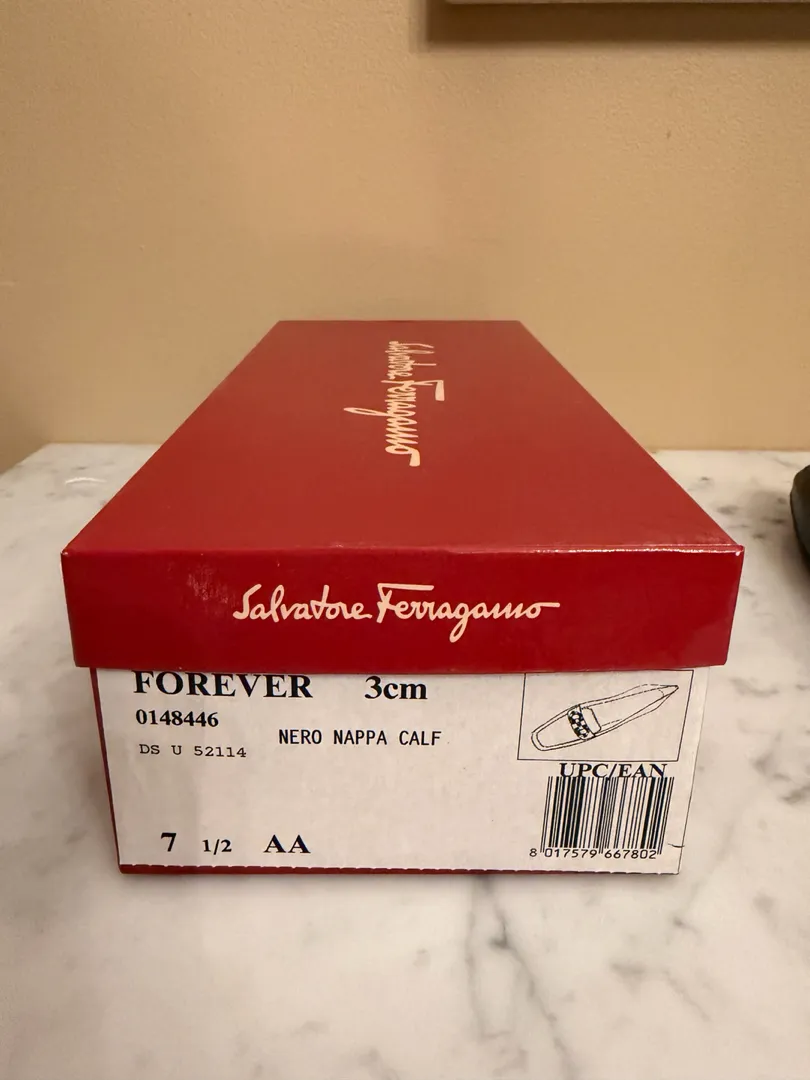 Salvatore Ferragamo
Salvatore Ferragamo
FOREVER 3cm
0148446
DS U 52114
NERO NAPPA CALF
UPC/EAN
8 017579 667802
7 1/2 AA